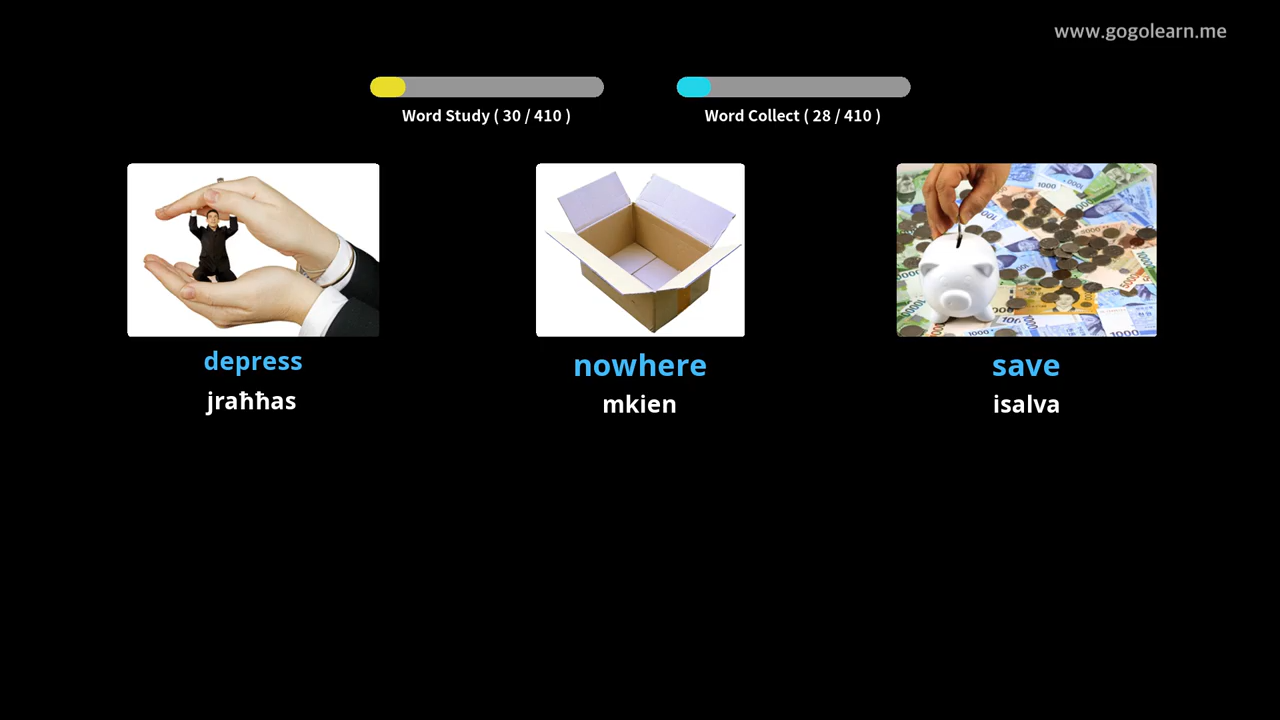 www.gogolearn.me
Word Study ( 30 / 410 )
Word Collect ( 28 / 410 )
depress
nowhere
save
jraħħas
mkien
isalva